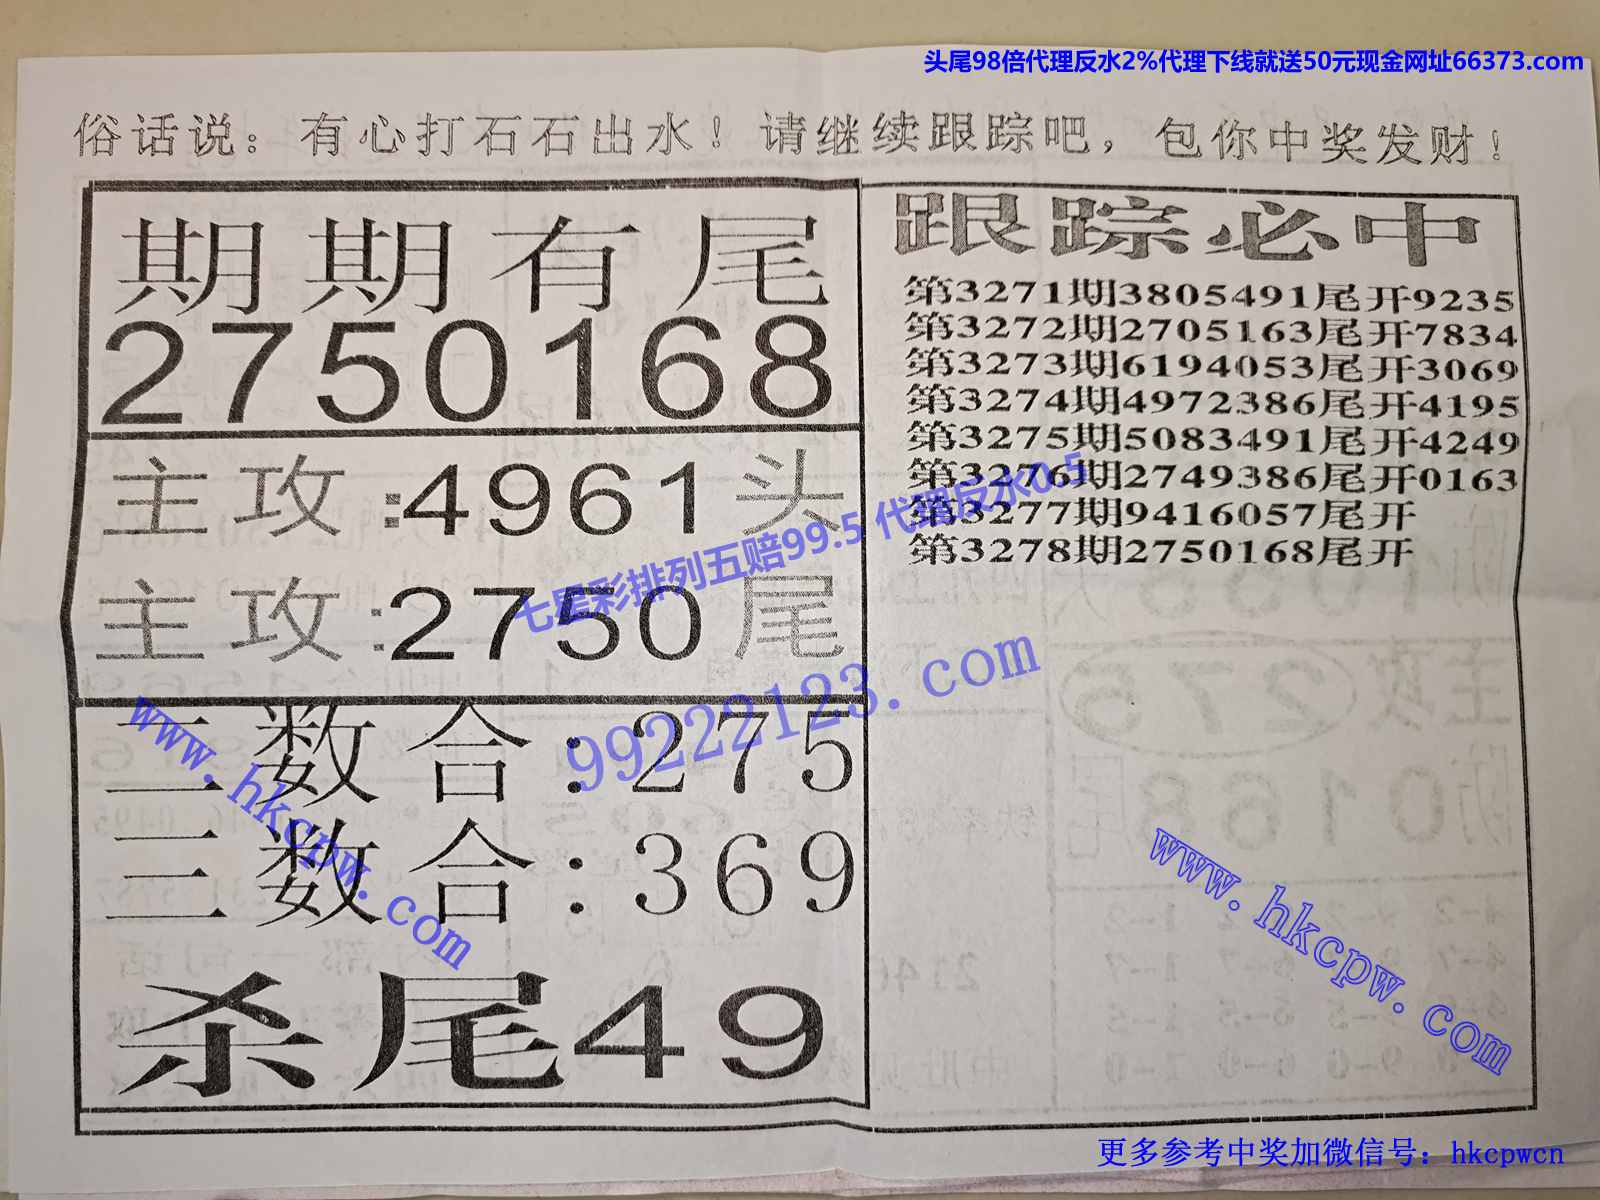 头尾98倍代理反水2%代理下线就送50元现金网址66373.com
俗话说：有心打石石出水！请继续跟踪吧，包你中奖发财！
期期有尾
2750168
主攻:4961头
主攻:2750尾
二数合:275
三数合:369
杀尾49
跟踪必中
第3271期3805491尾开9235
第3272期2705163尾开7834
第3273期6194053尾开3069
第3274期4972386尾开4195
第3275期5083491尾开4249
第3276期2749386尾开0163
第3277期9416057尾开
第3278期2750168尾开
七星彩排列五赔99.5 代理反水0.5
99222123.com
www.hkcpw.com
www.hkcpw.com
更多参考中奖加微信号：hkcpwcn